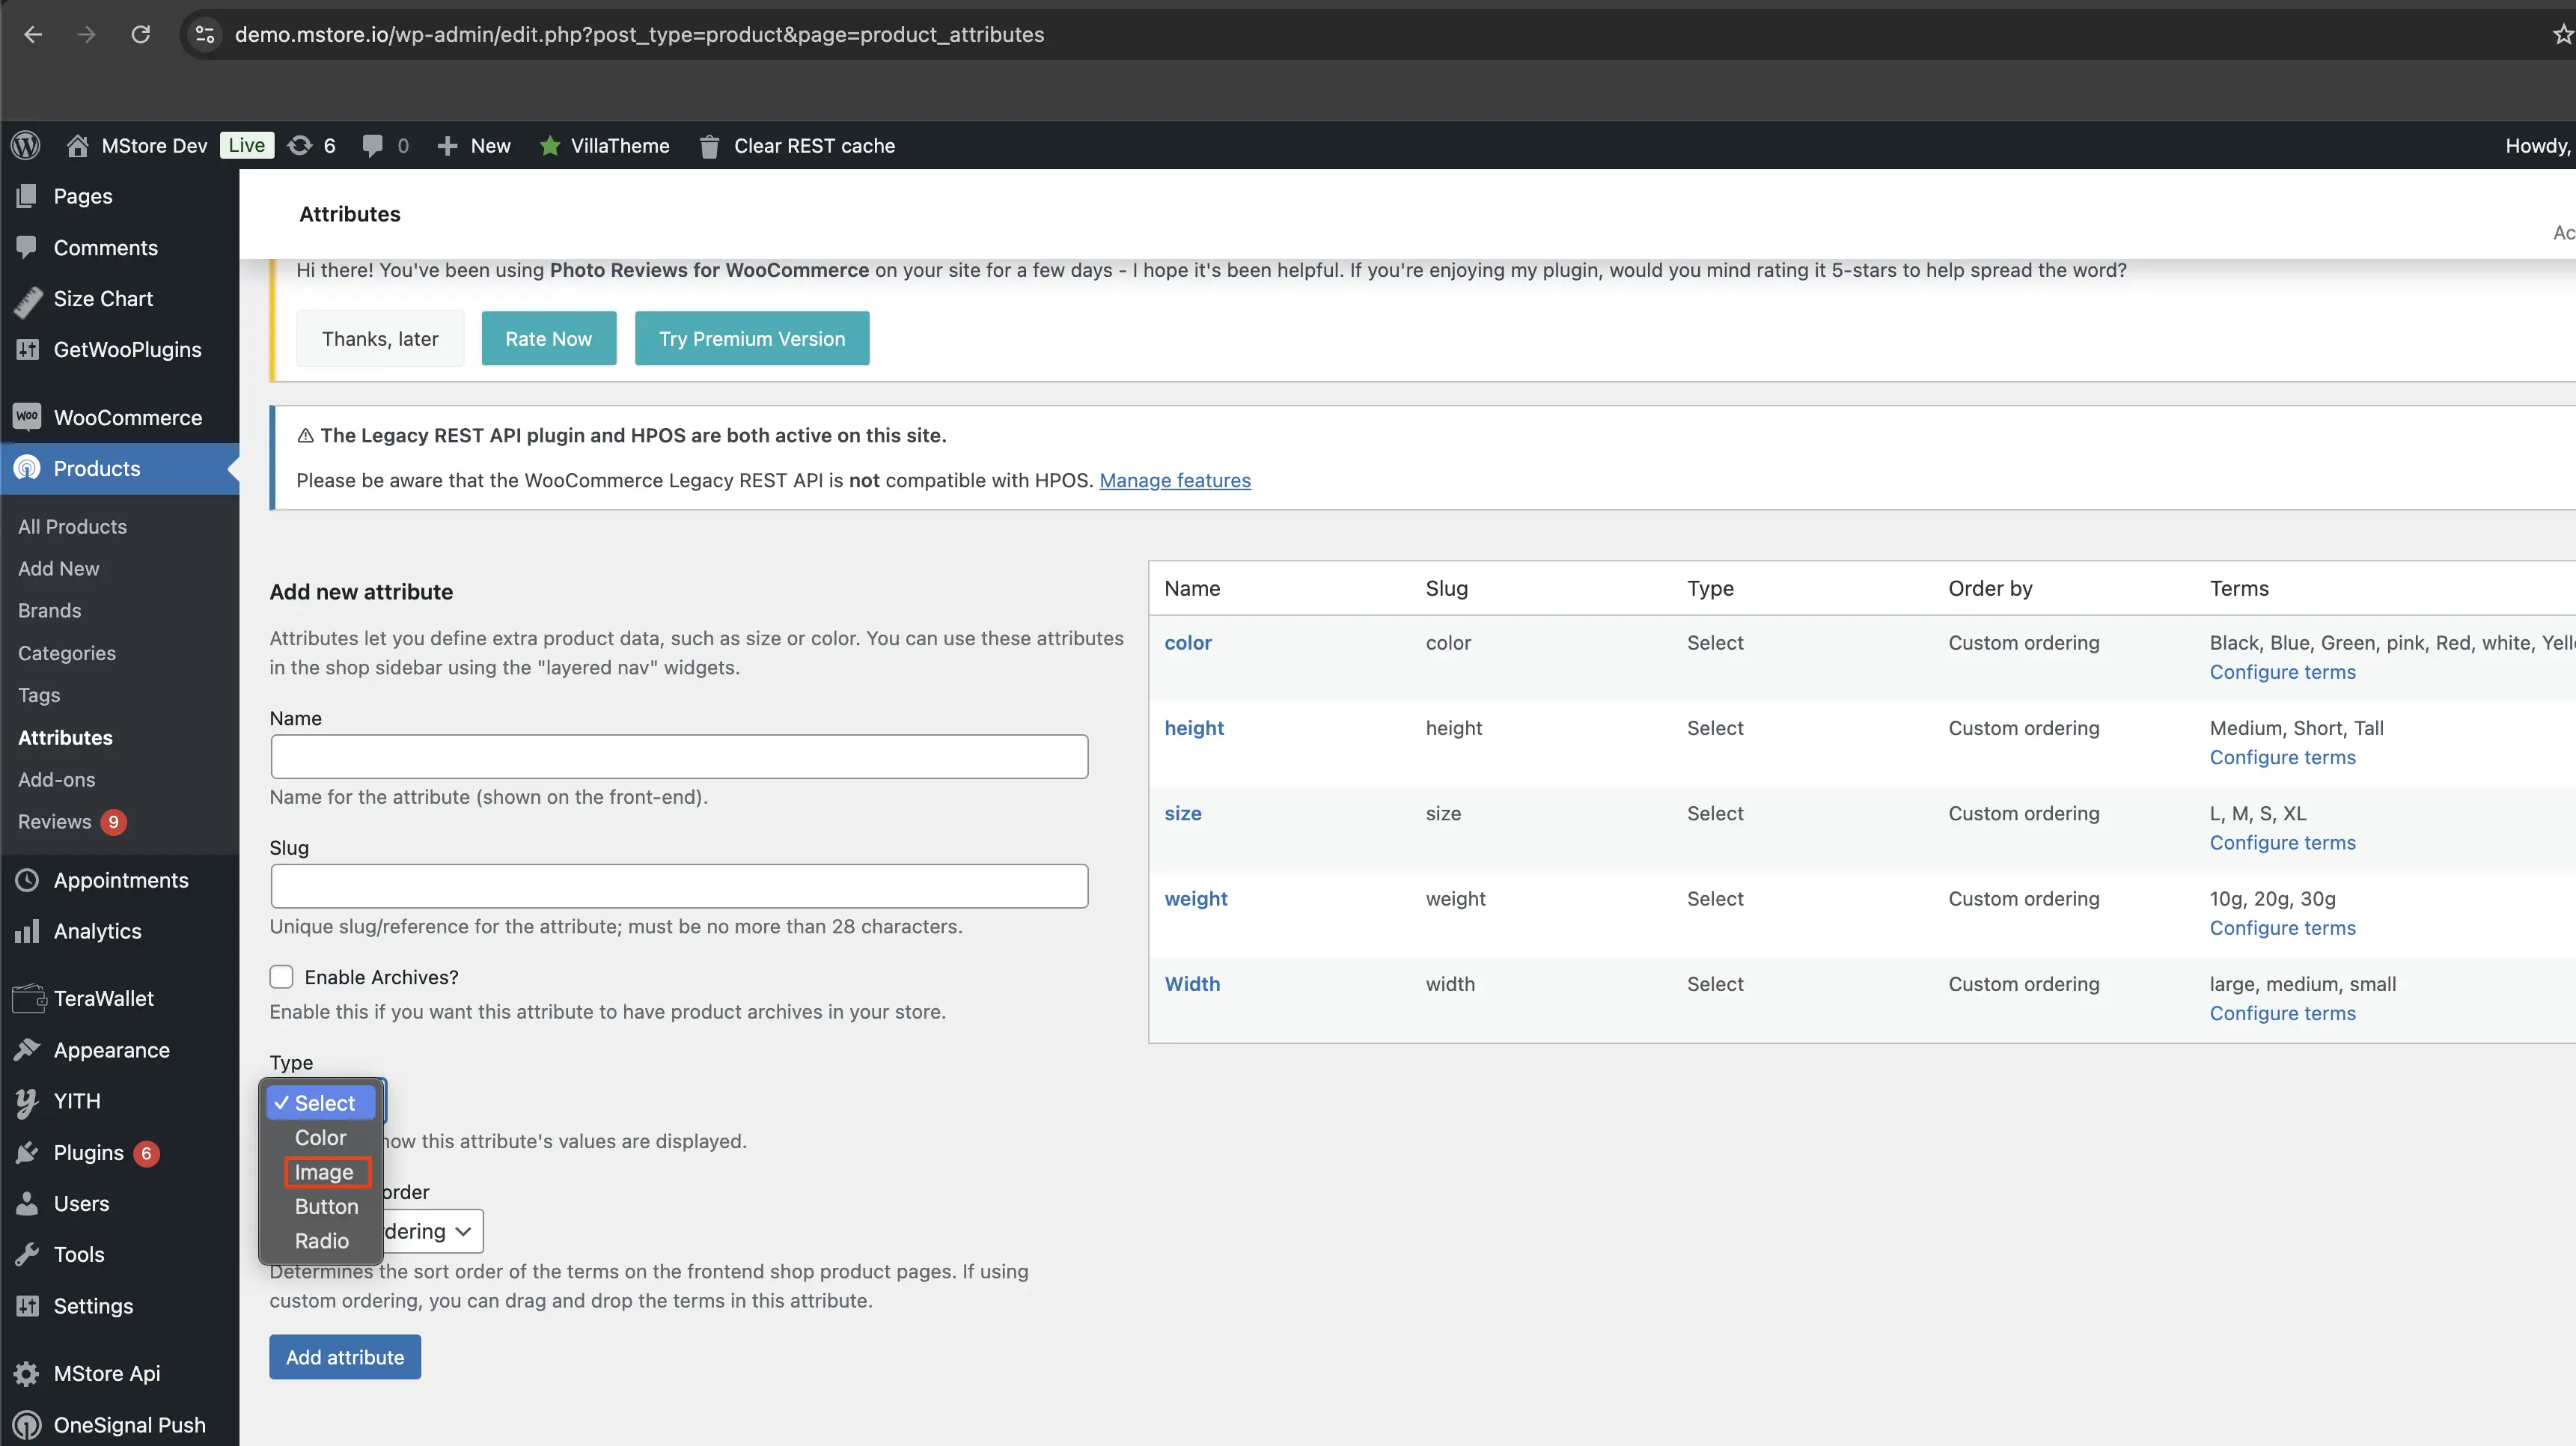 demo.mstore.io/wp-admin/edit.php?post_type=product&page=product_attributes
MStore Dev Live 6 0 New VillaTheme Clear REST cache Howdy,
Pages
Comments
Size Chart
GetWooPlugins
Woo WooCommerce
Products
All Products
Add New
Brands
Categories
Tags
Attributes
Add-ons
Reviews 9
Appointments
Analytics
TeraWallet
Appearance
YITH
Plugins 6
Users
Tools
Settings
MStore Api
OneSignal Push
Attributes
Ac
Hi there! You've been using Photo Reviews for WooCommerce on your site for a few days - I hope it's been helpful. If you're enjoying my plugin, would you mind rating it 5-stars to help spread the word?
Thanks, later Rate Now Try Premium Version
The Legacy REST API plugin and HPOS are both active on this site.
Please be aware that the WooCommerce Legacy REST API is not compatible with HPOS. Manage features
Add new attribute
Attributes let you define extra product data, such as size or color. You can use these attributes
in the shop sidebar using the "layered nav" widgets.
Name
Name for the attribute (shown on the front-end).
Slug
Unique slug/reference for the attribute; must be no more than 28 characters.
Enable Archives?
Enable this if you want this attribute to have product archives in your store.
Type
Select
Color
how this attribute's values are displayed.
Image
order
Button
dering
Radio
Determines the sort order of the terms on the frontend shop product pages. If using
custom ordering, you can drag and drop the terms in this attribute.
Add attribute
Name Slug Type Order by Terms
color color Select Custom ordering Black, Blue, Green, pink, Red, white, Yell
Configure terms
height height Select Custom ordering Medium, Short, Tall
Configure terms
size size Select Custom ordering L, M, S, XL
Configure terms
weight weight Select Custom ordering 10g, 20g, 30g
Configure terms
Width width Select Custom ordering large, medium, small
Configure terms